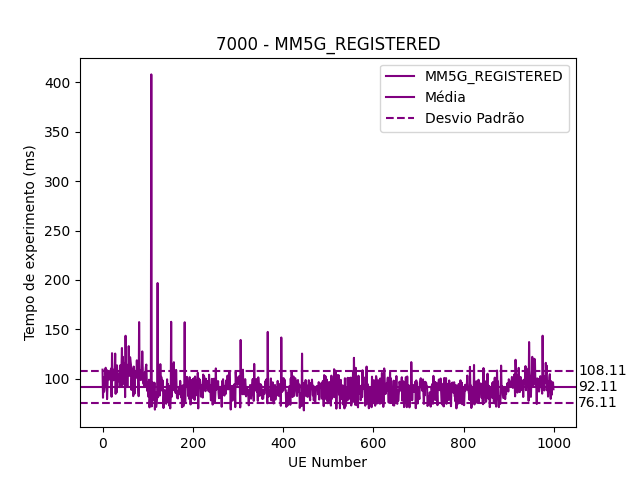 7000 - MM5G_REGISTERED
MM5G_REGISTERED
Média
Desvio Padrão
Tempo de experimento (ms)
400
350
300
250
200
150
100
108.11
92.11
76.11
0
200
400
600
800
1000
UE Number